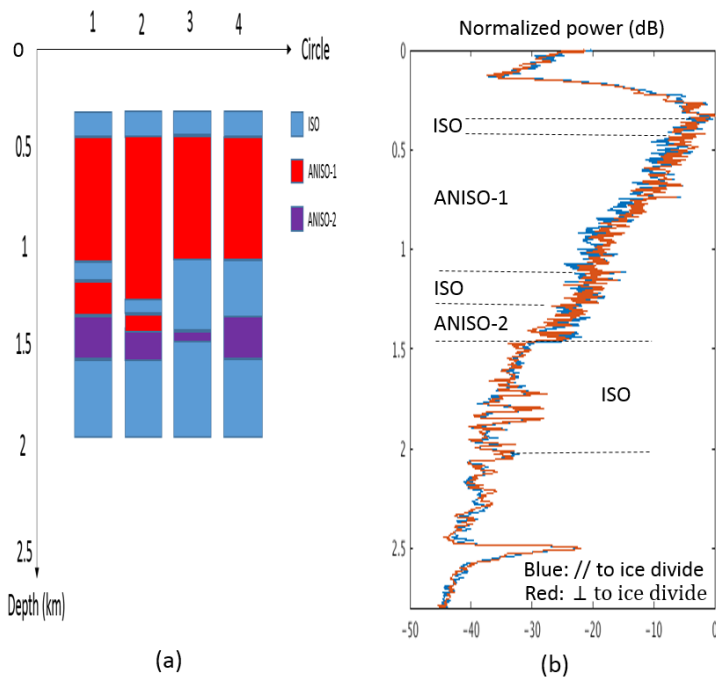 1 2 3 4
0
Circle
0.5
1
1.5
2
2.5
Depth (km)
ISO
ANISO-1
ANISO-2
(a)
Normalized power (dB)
0
0.5
1
1.5
2
2.5
ISO
ANISO-1
ISO
ANISO-2
ISO
Blue: // to ice divide
Red: ⊥ to ice divide
−50 −40 −30 −20 −10 0
(b)